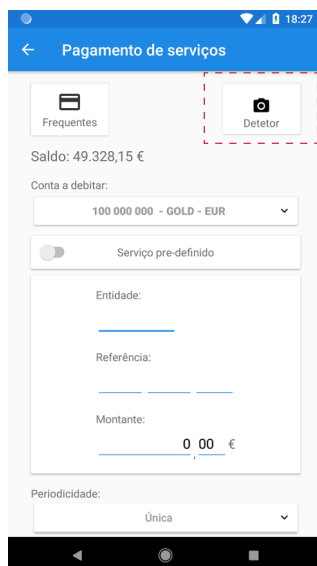 18:27
Pagamento de serviços
Frequentes
Detetor
Saldo: 49.328,15 €
Conta a debitar:
100 000 000 - GOLD - EUR
Serviço pre-definido
Entidade:
Referência:
Montante:
0 , 00 €
Periodicidade:
Única